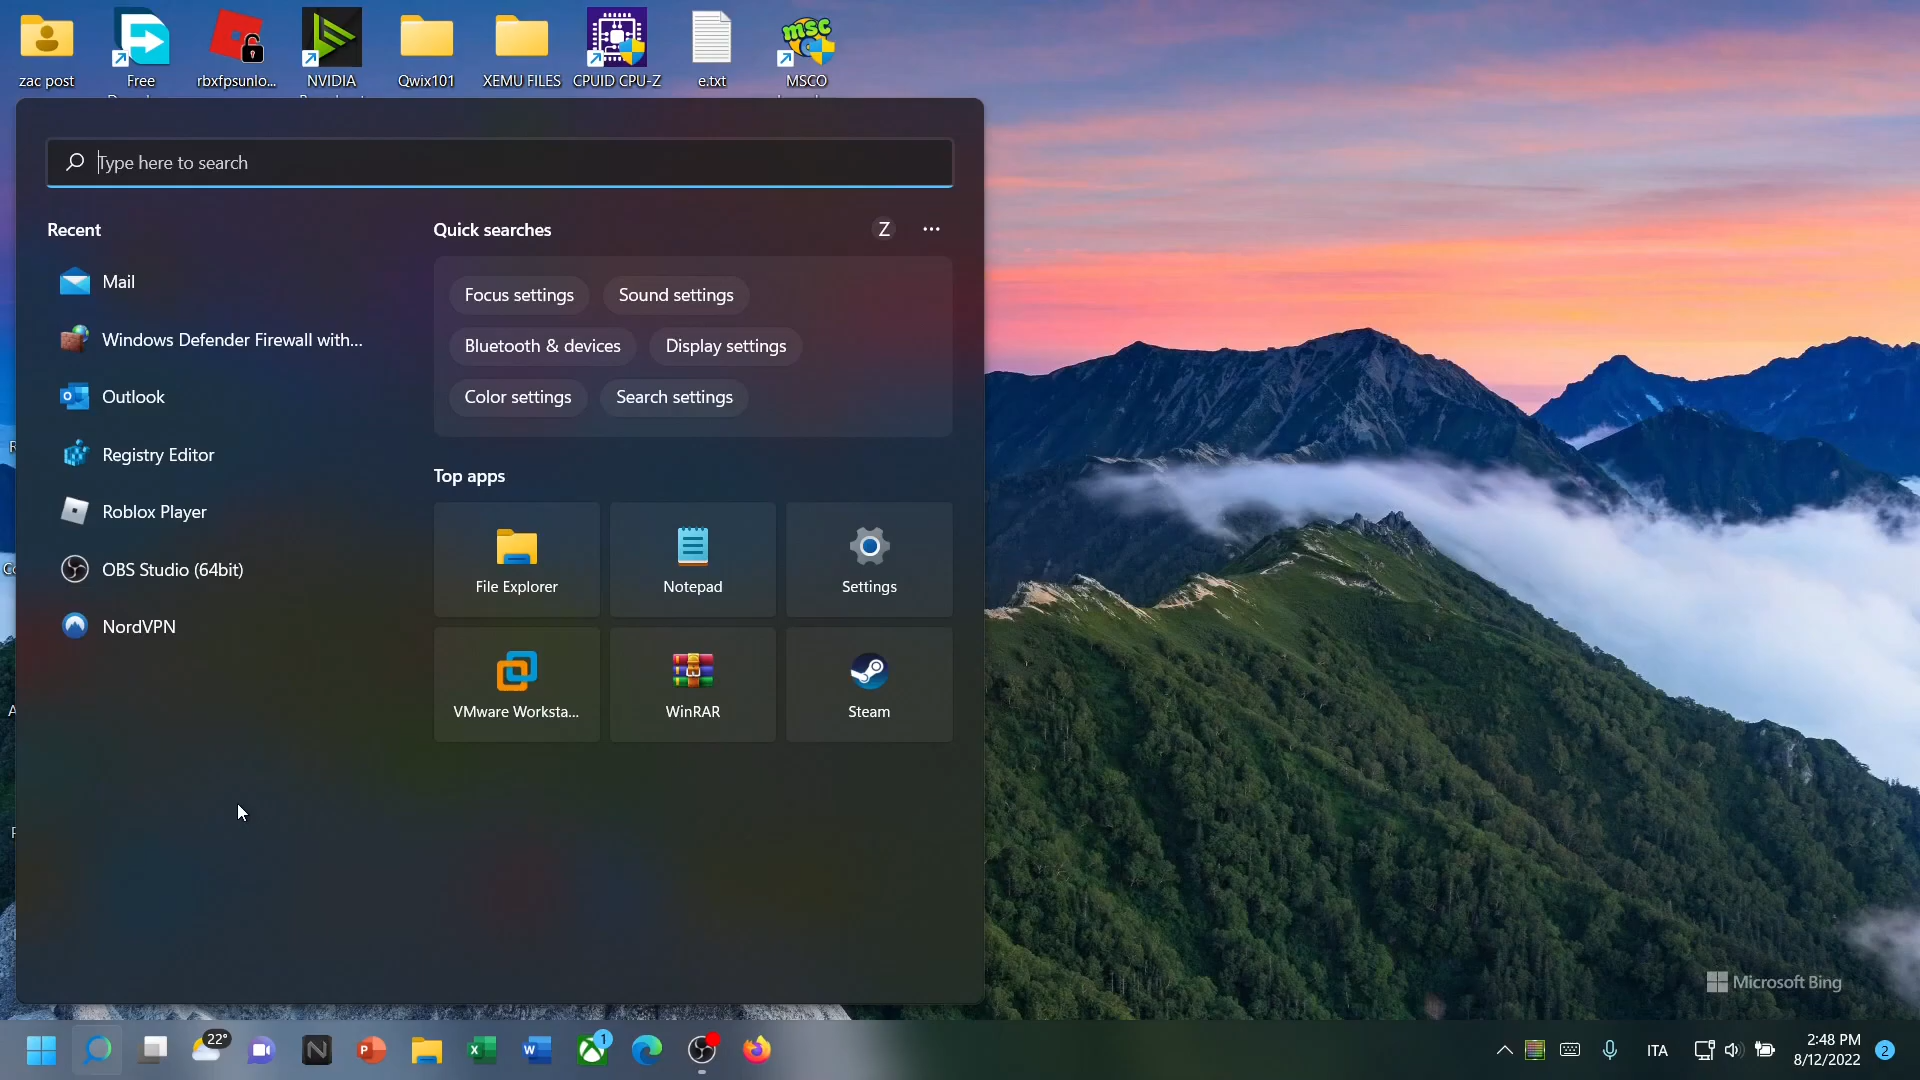 zac post
Free
rbxfpsunlo...
NVIDIA
Qwix101
XEMU FILES
CPUID CPU-Z
e.txt
msc
MSCO
Type here to search
Recent
Mail
Windows Defender Firewall with...
Outlook
Registry Editor
Roblox Player
OBS Studio (64bit)
NordVPN
Quick searches
Z
Focus settings
Sound settings
Bluetooth & devices
Display settings
Color settings
Search settings
Top apps
File Explorer
Notepad
Settings
VMware Worksta...
WinRAR
Steam
Microsoft Bing
22°
1
ITA
2:48 PM
8/12/2022
2